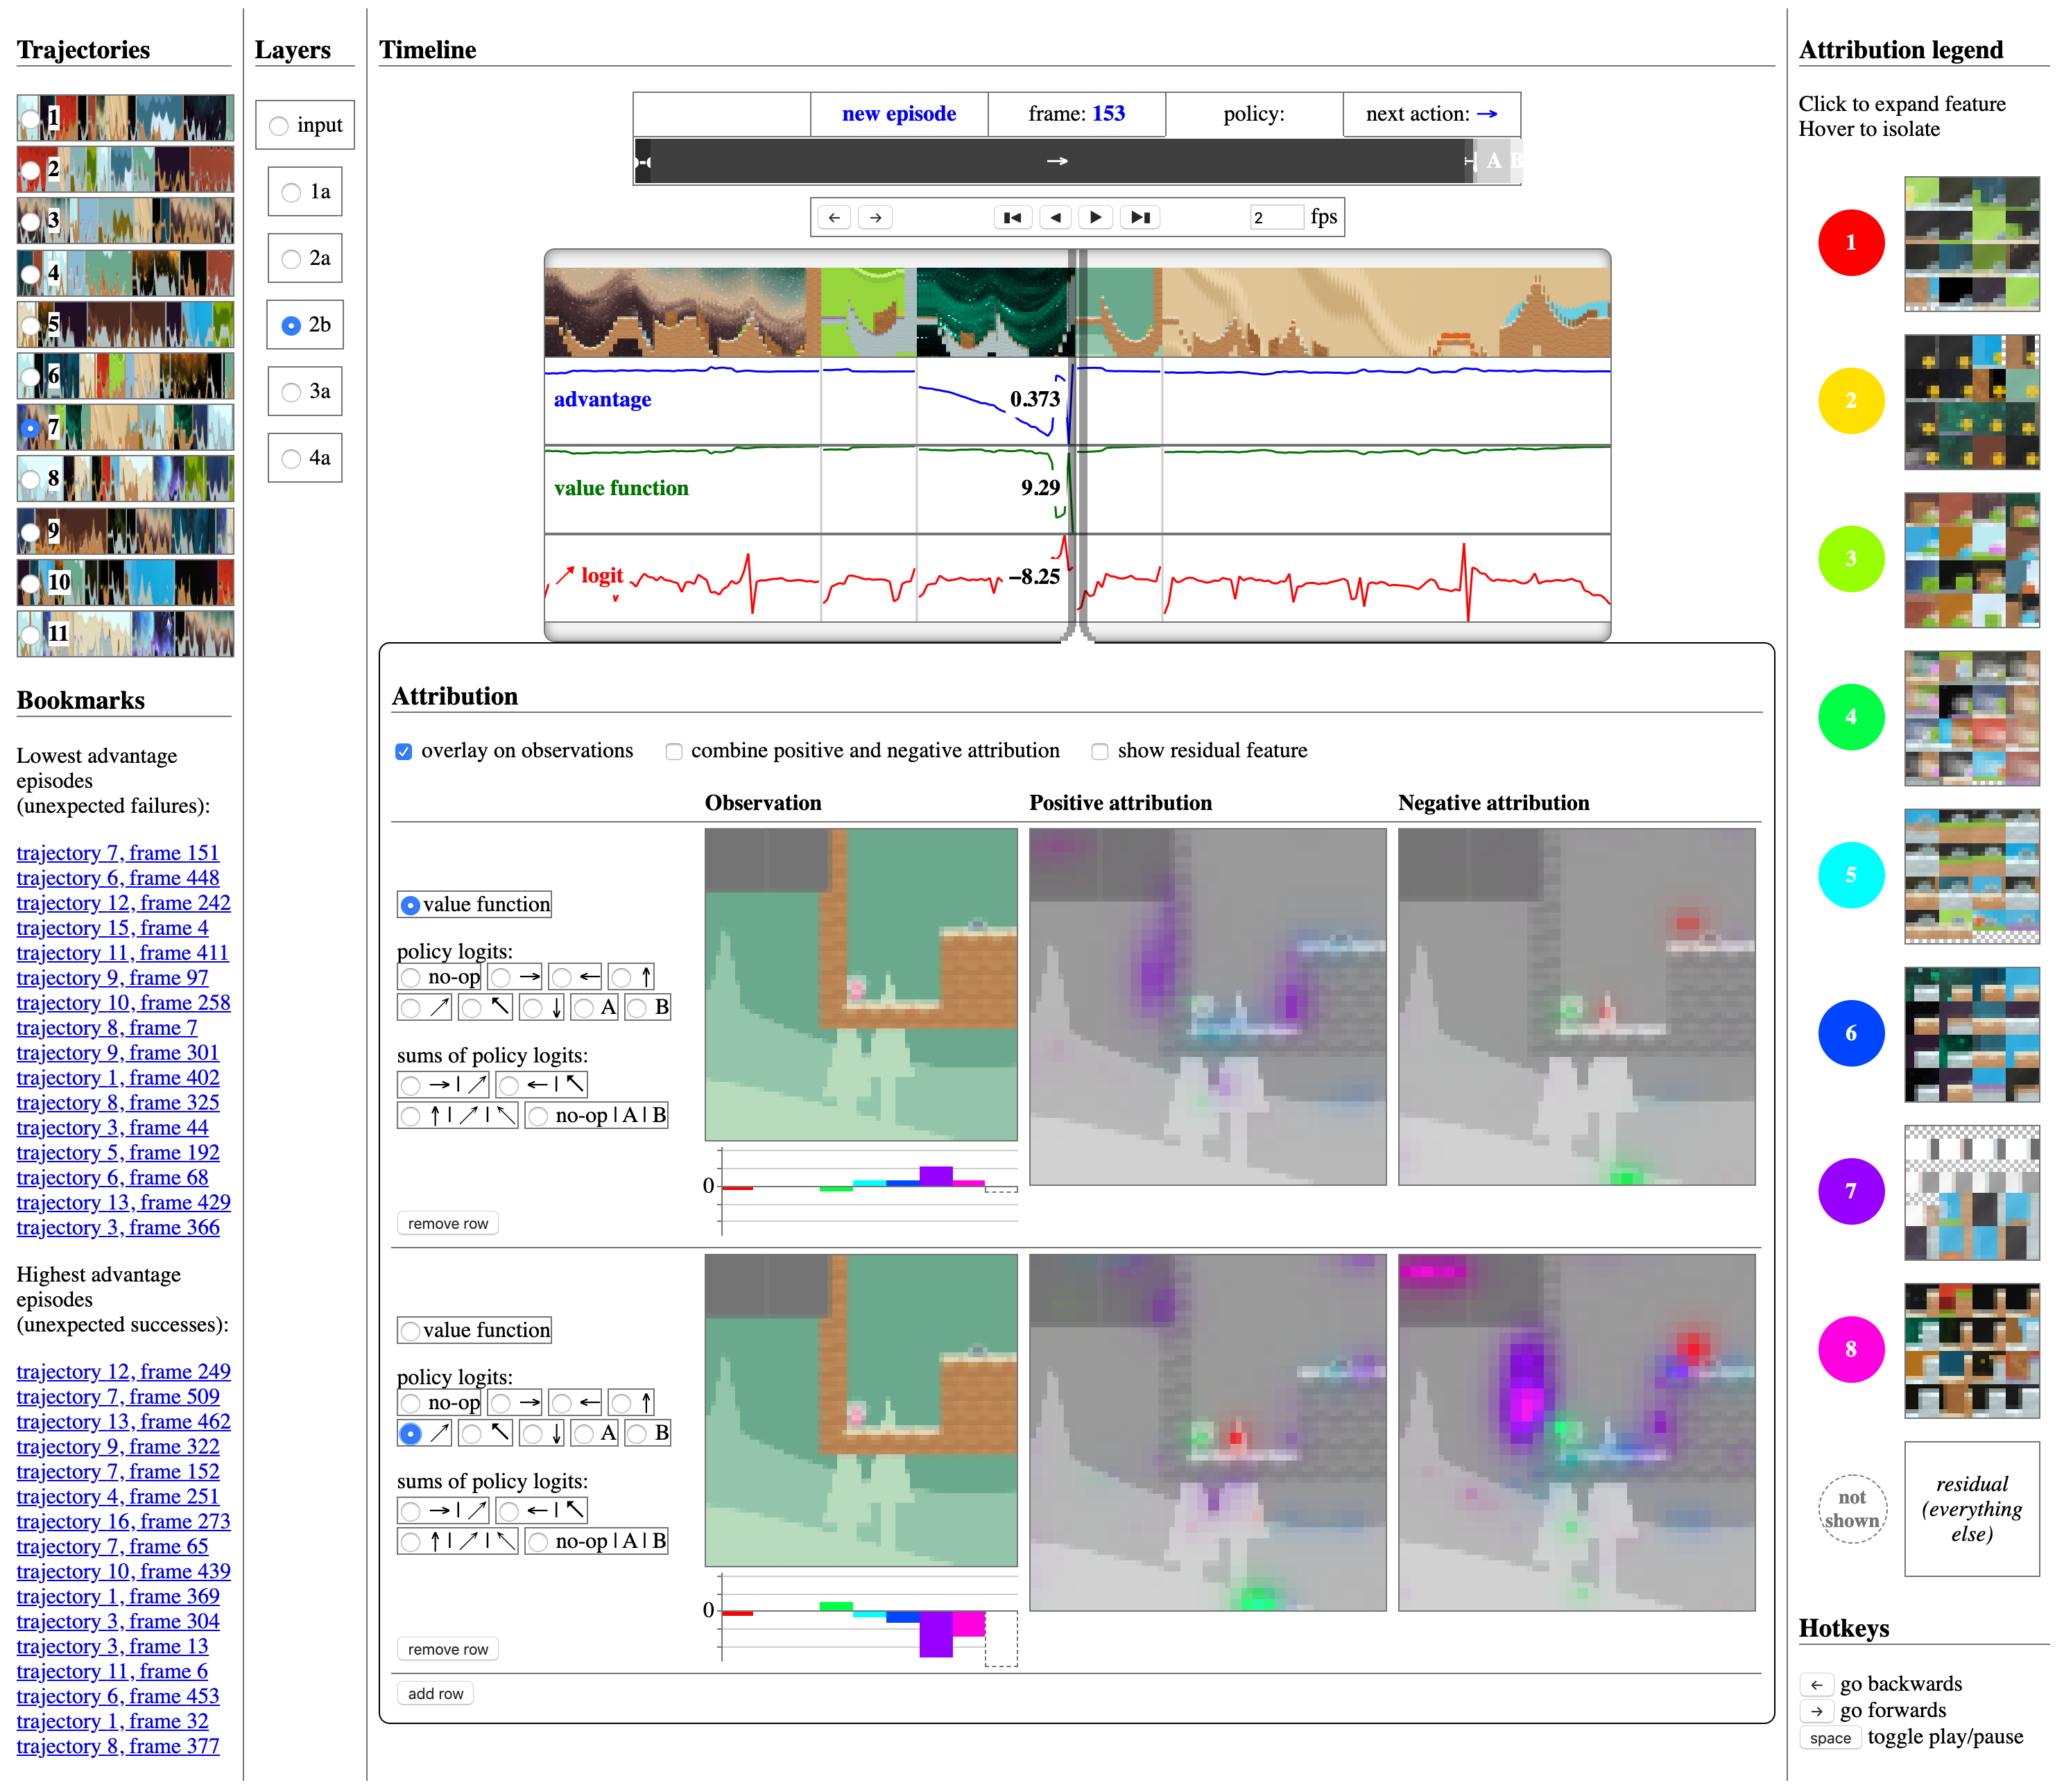 Trajectories
1
2
3
4
5
6
7
8
9
10
11
Bookmarks
Lowest advantage
episodes
(unexpected failures):
trajectory 7, frame 151
trajectory 6, frame 448
trajectory 12, frame 242
trajectory 15, frame 4
trajectory 11, frame 411
trajectory 9, frame 97
trajectory 10, frame 258
trajectory 8, frame 7
trajectory 9, frame 301
trajectory 1, frame 402
trajectory 8, frame 325
trajectory 3, frame 44
trajectory 5, frame 192
trajectory 6, frame 68
trajectory 13, frame 429
trajectory 3, frame 366
Highest advantage
episodes
(unexpected successes):
trajectory 12, frame 249
trajectory 7, frame 509
trajectory 13, frame 462
trajectory 9, frame 322
trajectory 7, frame 152
trajectory 4, frame 251
trajectory 16, frame 273
trajectory 7, frame 65
trajectory 10, frame 439
trajectory 1, frame 369
trajectory 3, frame 304
trajectory 3, frame 13
trajectory 11, frame 6
trajectory 6, frame 453
trajectory 1, frame 32
trajectory 8, frame 377
Layers
input
1a
2a
2b
3a
4a
Timeline
new episode frame: 153 policy: next action: →
→ A B
← → 2 fps
advantage 0.373
value function 9.29
↗ logit −8.25
Attribution
overlay on observations combine positive and negative attribution show residual feature
Observation Positive attribution Negative attribution
value function
policy logits:
no-op → ← ↑
↗ ↖ ↓ A B
sums of policy logits:
→ | ↗ ← | ↖
↑ | ↗ | ↖ no-op | A | B
0
remove row
value function
policy logits:
no-op → ← ↑
↗ ↖ ↓ A B
sums of policy logits:
→ | ↗ ← | ↖
↑ | ↗ | ↖ no-op | A | B
0
remove row
add row
Attribution legend
Click to expand feature
Hover to isolate
1
2
3
4
5
6
7
8
not
shown
residual
(everything
else)
Hotkeys
← go backwards
→ go forwards
space toggle play/pause